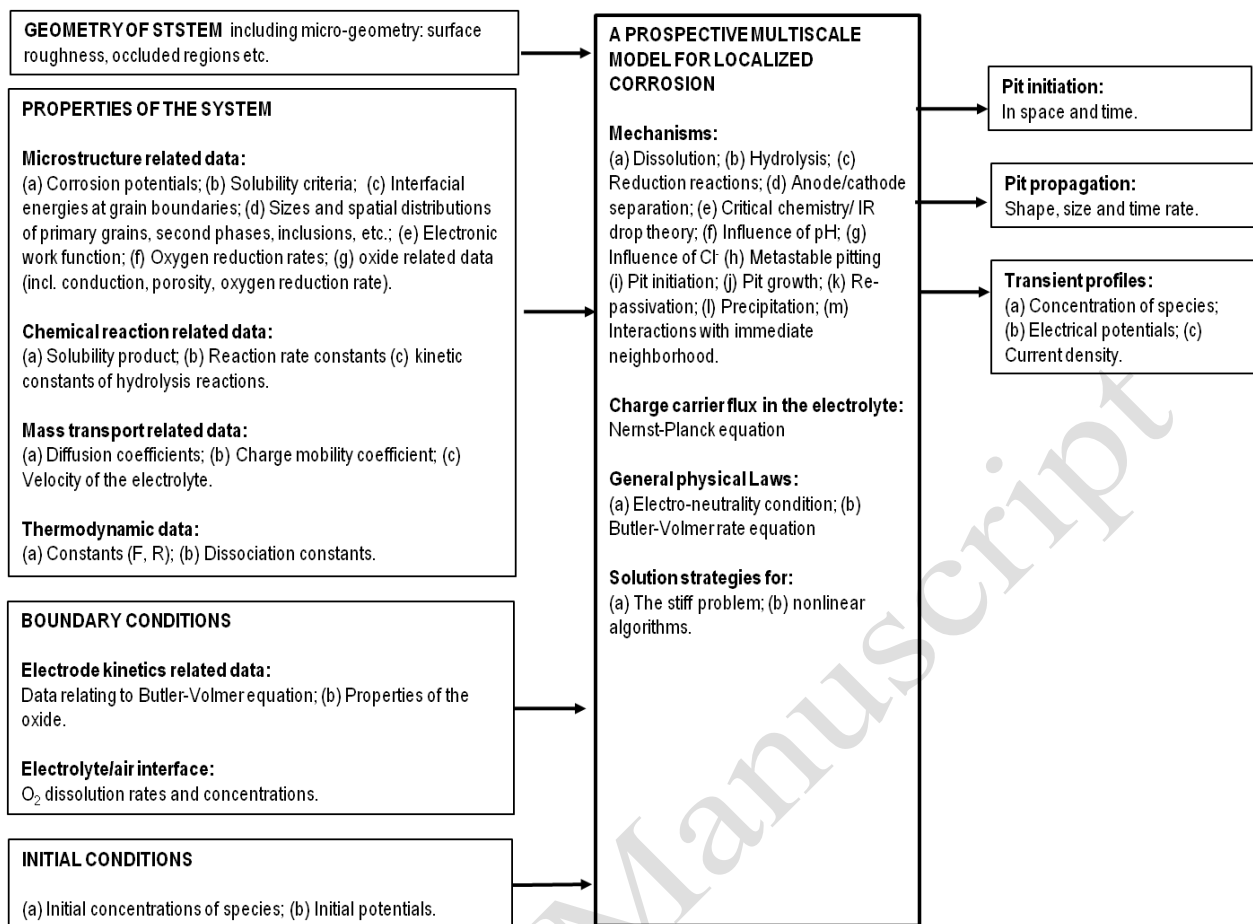 GEOMETRY OF STSTEM including micro-geometry: surface
roughness, occluded regions etc.
PROPERTIES OF THE SYSTEM
Microstructure related data:
(a) Corrosion potentials; (b) Solubility criteria; (c) Interfacial
energies at grain boundaries; (d) Sizes and spatial distributions
of primary grains, second phases, inclusions, etc.; (e) Electronic
work function; (f) Oxygen reduction rates; (g) oxide related data
(incl. conduction, porosity, oxygen reduction rate).
Chemical reaction related data:
(a) Solubility product; (b) Reaction rate constants (c) kinetic
constants of hydrolysis reactions.
Mass transport related data:
(a) Diffusion coefficients; (b) Charge mobility coefficient; (c)
Velocity of the electrolyte.
Thermodynamic data:
(a) Constants (F, R); (b) Dissociation constants.
BOUNDARY CONDITIONS
Electrode kinetics related data:
Data relating to Butler-Volmer equation; (b) Properties of the
oxide.
Electrolyte/air interface:
O₂ dissolution rates and concentrations.
INITIAL CONDITIONS
(a) Initial concentrations of species; (b) Initial potentials.
A PROSPECTIVE MULTISCALE
MODEL FOR LOCALIZED
CORROSION
Mechanisms:
(a) Dissolution; (b) Hydrolysis; (c)
Reduction reactions; (d) Anode/cathode
separation; (e) Critical chemistry/ IR
drop theory; (f) Influence of pH; (g)
Influence of Cl⁻ (h) Metastable pitting
(i) Pit initiation; (j) Pit growth; (k) Re-
passivation; (l) Precipitation; (m)
Interactions with immediate
neighborhood.
Charge carrier flux in the electrolyte:
Nernst-Planck equation
General physical Laws:
(a) Electro-neutrality condition; (b)
Butler-Volmer rate equation
Solution strategies for:
(a) The stiff problem; (b) nonlinear
algorithms.
Pit initiation:
In space and time.
Pit propagation:
Shape, size and time rate.
Transient profiles:
(a) Concentration of species;
(b) Electrical potentials; (c)
Current density.
Manuscript